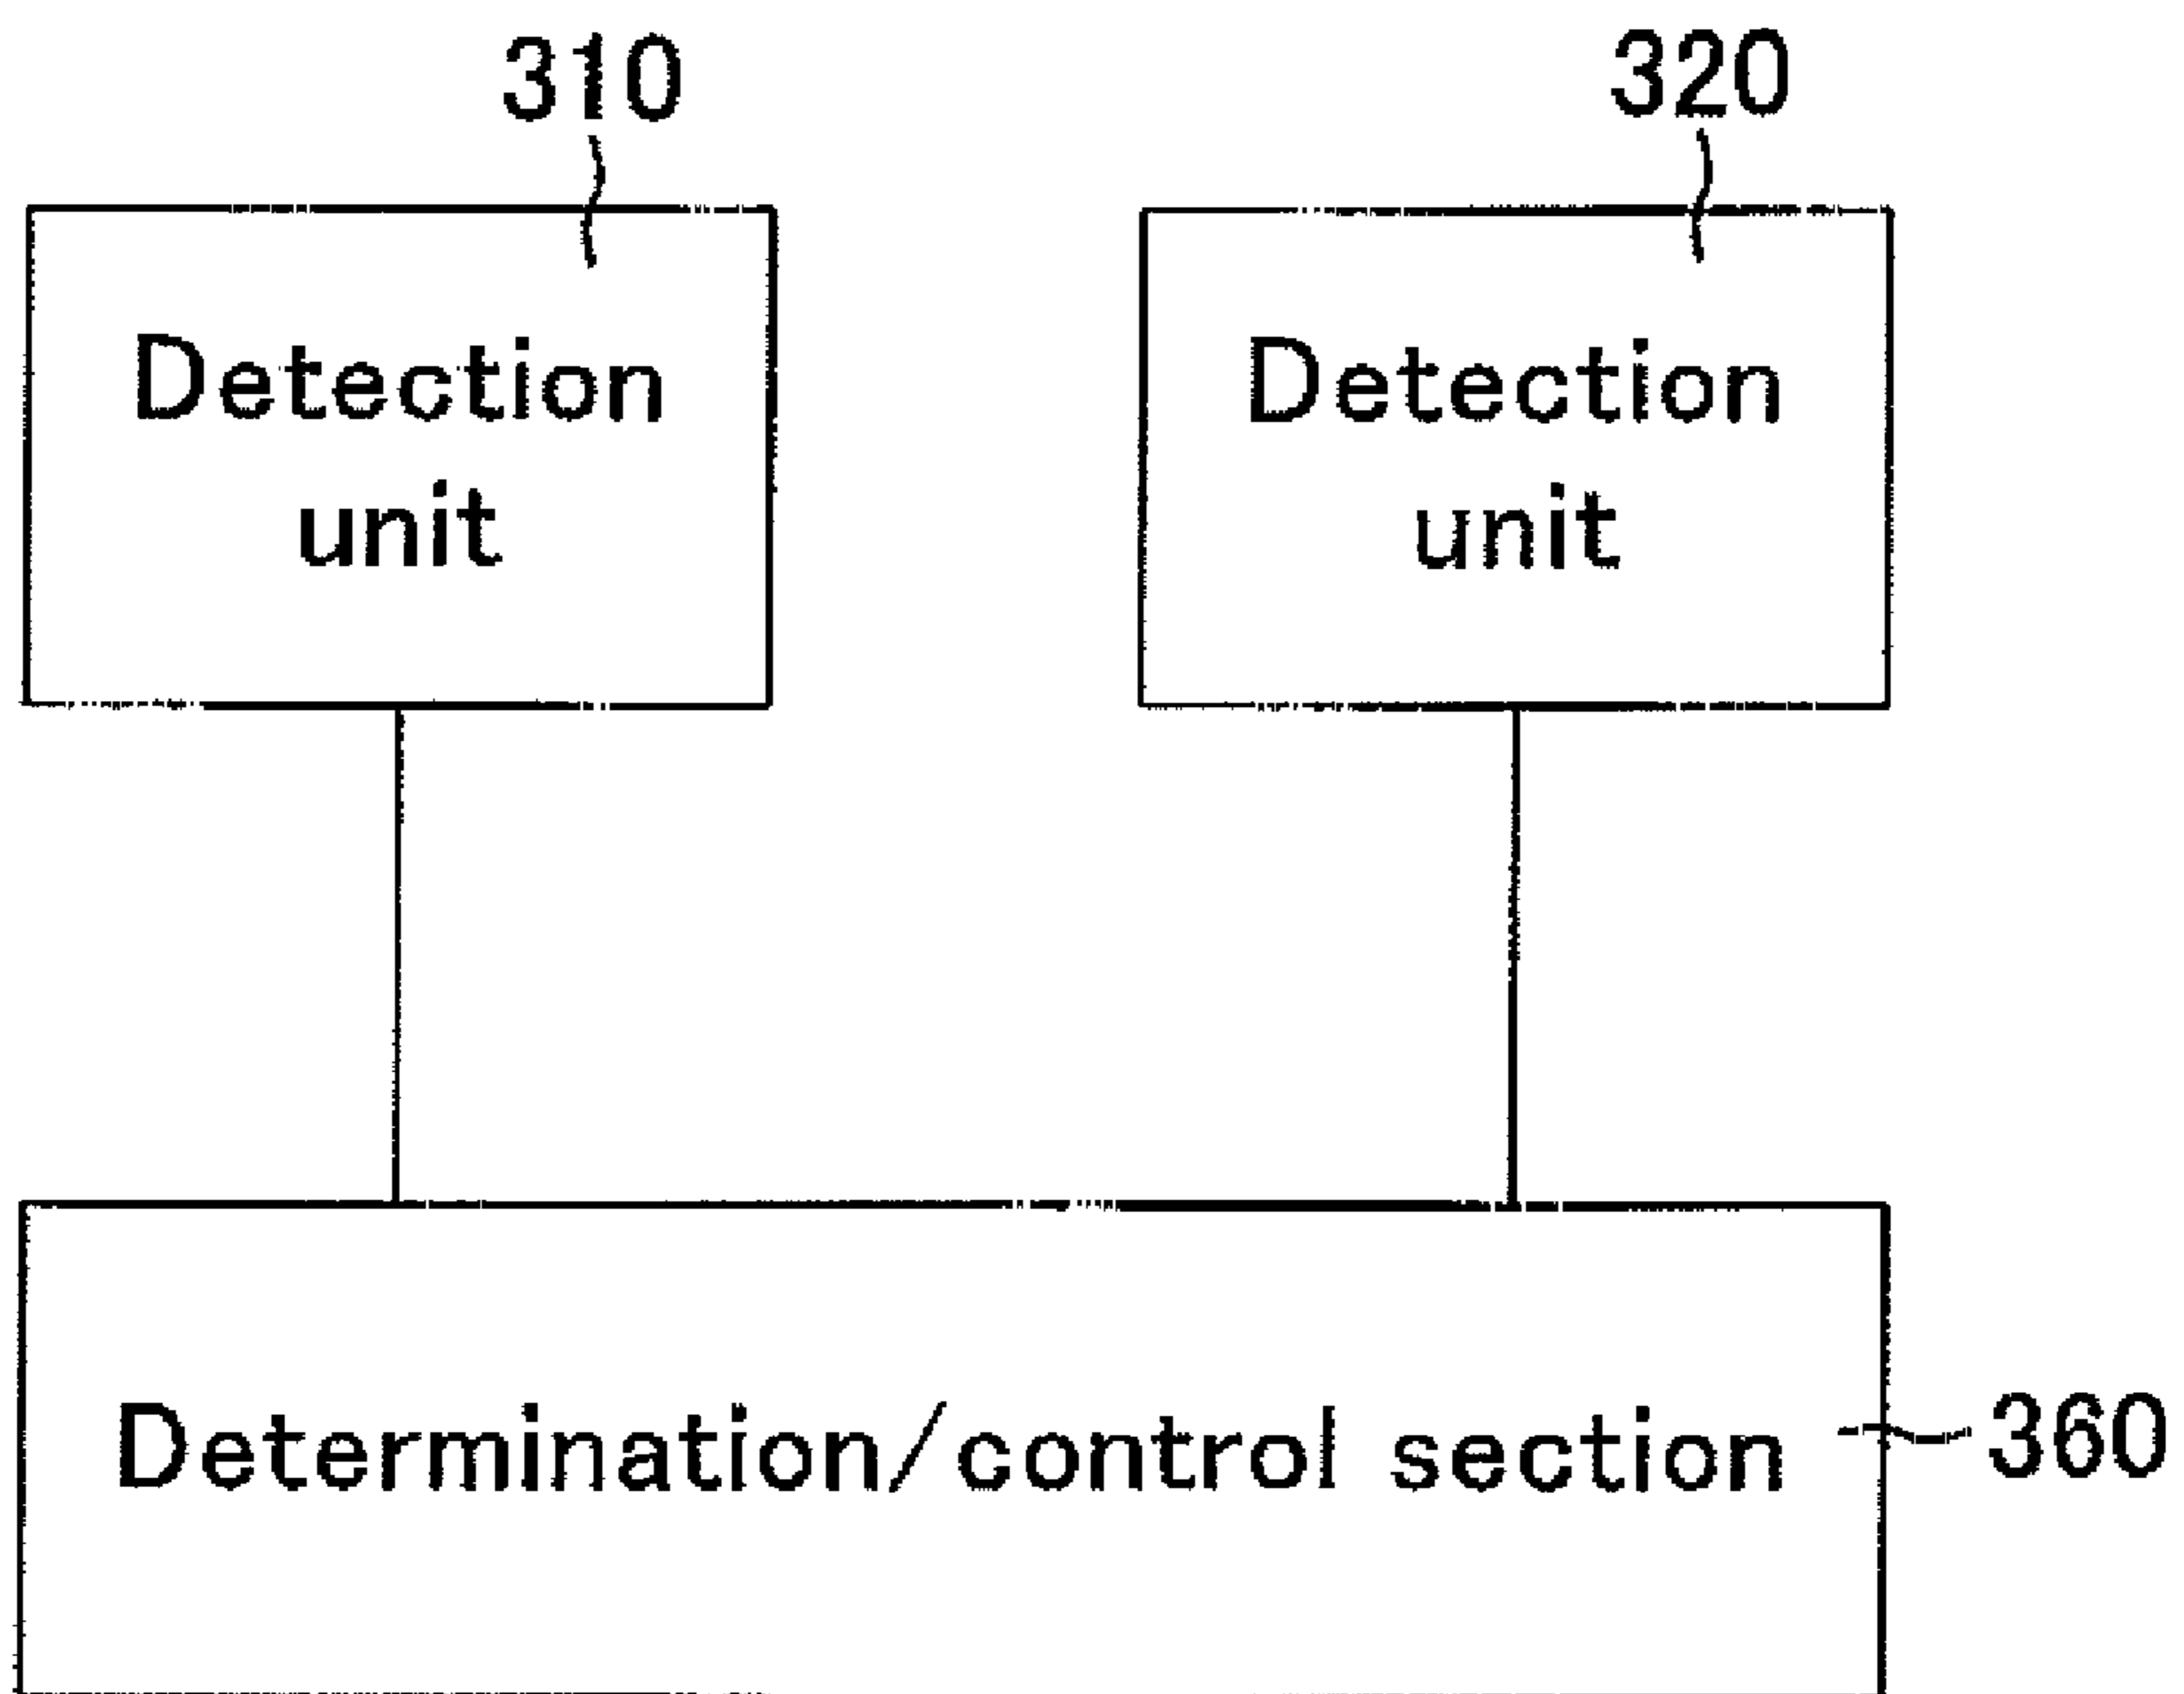 310
320
Detection
unit
Detection
unit
Determination/control section
360